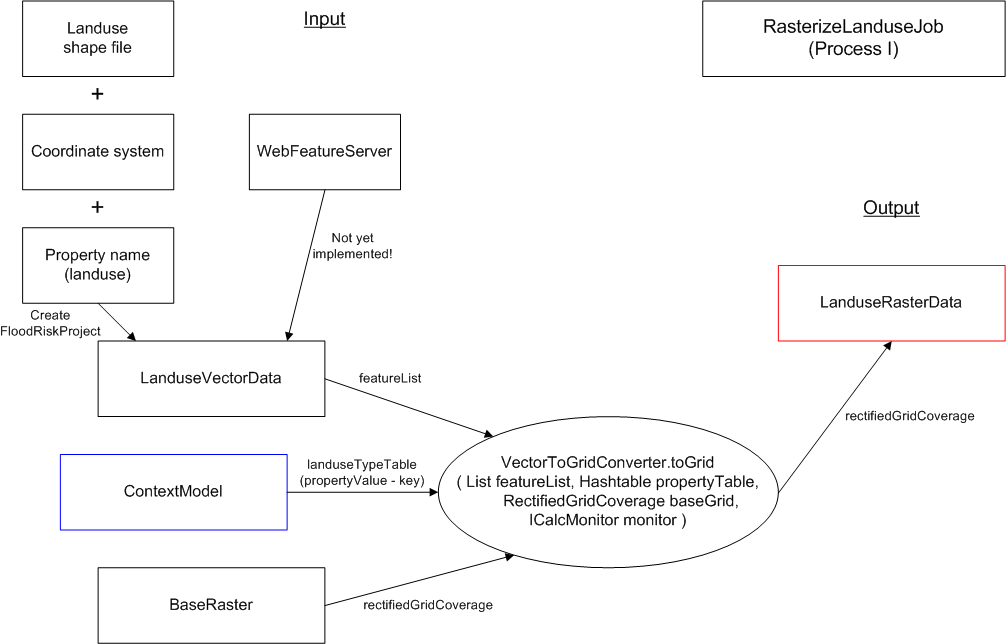 Landuse
shape file
Input
RasterizeLanduseJob
(Process I)
+
Coordinate system
WebFeatureServer
+
Output
Property name
(landuse)
Not yet
implemented!
Create
FloodRiskProject
LanduseRasterData
LanduseVectorData
featureList
rectifiedGridCoverage
ContextModel
landuseTypeTable
(propertyValue - key)
VectorToGridConverter.toGrid
( List featureList, Hashtable propertyTable,
RectifiedGridCoverage baseGrid,
ICalcMonitor monitor )
BaseRaster
rectifiedGridCoverage